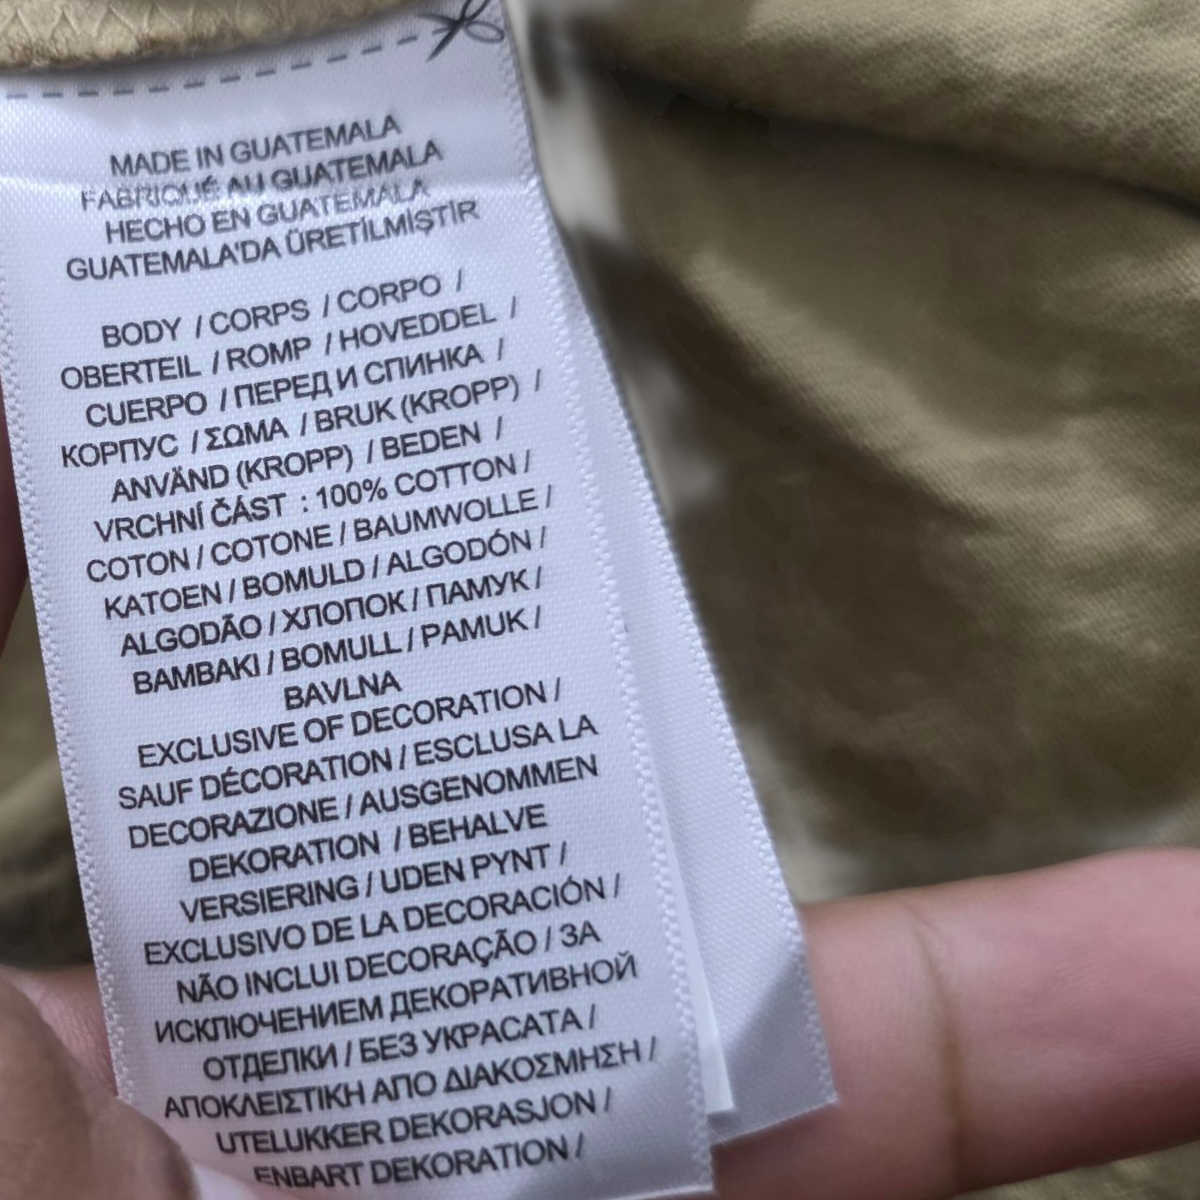 MADE IN GUATEMALA
FABRIQUÉ AU GUATEMALA
HECHO EN GUATEMALA
GUATEMALA'DA ÜRETİLMİŞTİR
BODY / CORPS / CORPO /
OBERTEIL / ROMP / HOVEDDEL /
CUERPO / ПЕРЕД И СПИНКА /
КОРПУС / ΣΩΜΑ / BRUK (KROPP) /
ANVÄND (KROPP) / BEDEN /
VRCHNÍ ČÁST : 100% COTTON /
COTON / COTONE / BAUMWOLLE /
KATOEN / BOMULD / ALGODÓN /
ALGODÃO / ХЛОПОК / ПАМУК /
BAMBAKI / BOMULL / PAMUK /
BAVLNA
EXCLUSIVE OF DECORATION /
SAUF DÉCORATION / ESCLUSA LA
DECORAZIONE / AUSGENOMMEN
DEKORATION / BEHALVE
VERSIERING / UDEN PYNT /
EXCLUSIVO DE LA DECORACIÓN /
NÃO INCLUI DECORAÇÃO / ЗА
ИСКЛЮЧЕНИЕМ ДЕКОРАТИВНОЙ
ОТДЕЛКИ / БЕЗ УКРАСАТА /
ΑΠΟΚΛΕΙΣΤΙΚΗ ΑΠΟ ΔΙΑΚΟΣΜΗΣΗ /
UTELUKKER DEKORASJON /
ENBART DEKORATION /